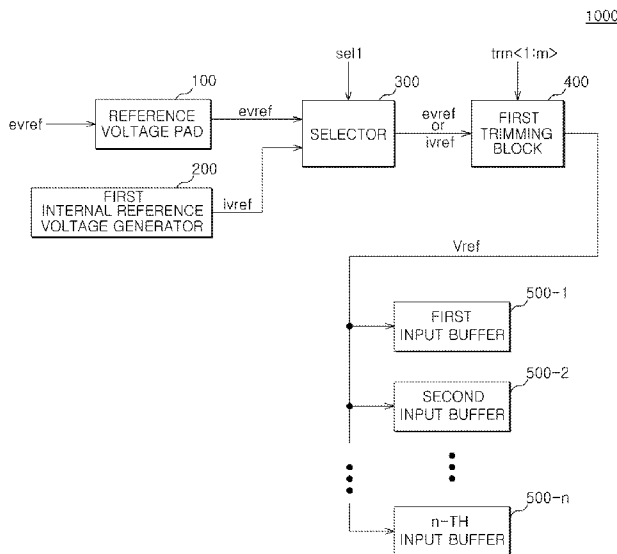 1000
sel1
trm<1:m>
100
300
400
evref
REFERENCE
VOLTAGE PAD
evref
SELECTOR
evref
or
ivref
FIRST
TRIMMING
BLOCK
200
FIRST
INTERNAL REFERENCE
VOLTAGE GENERATOR
ivref
Vref
500-1
FIRST
INPUT BUFFER
500-2
SECOND
INPUT BUFFER
500-n
n-TH
INPUT BUFFER